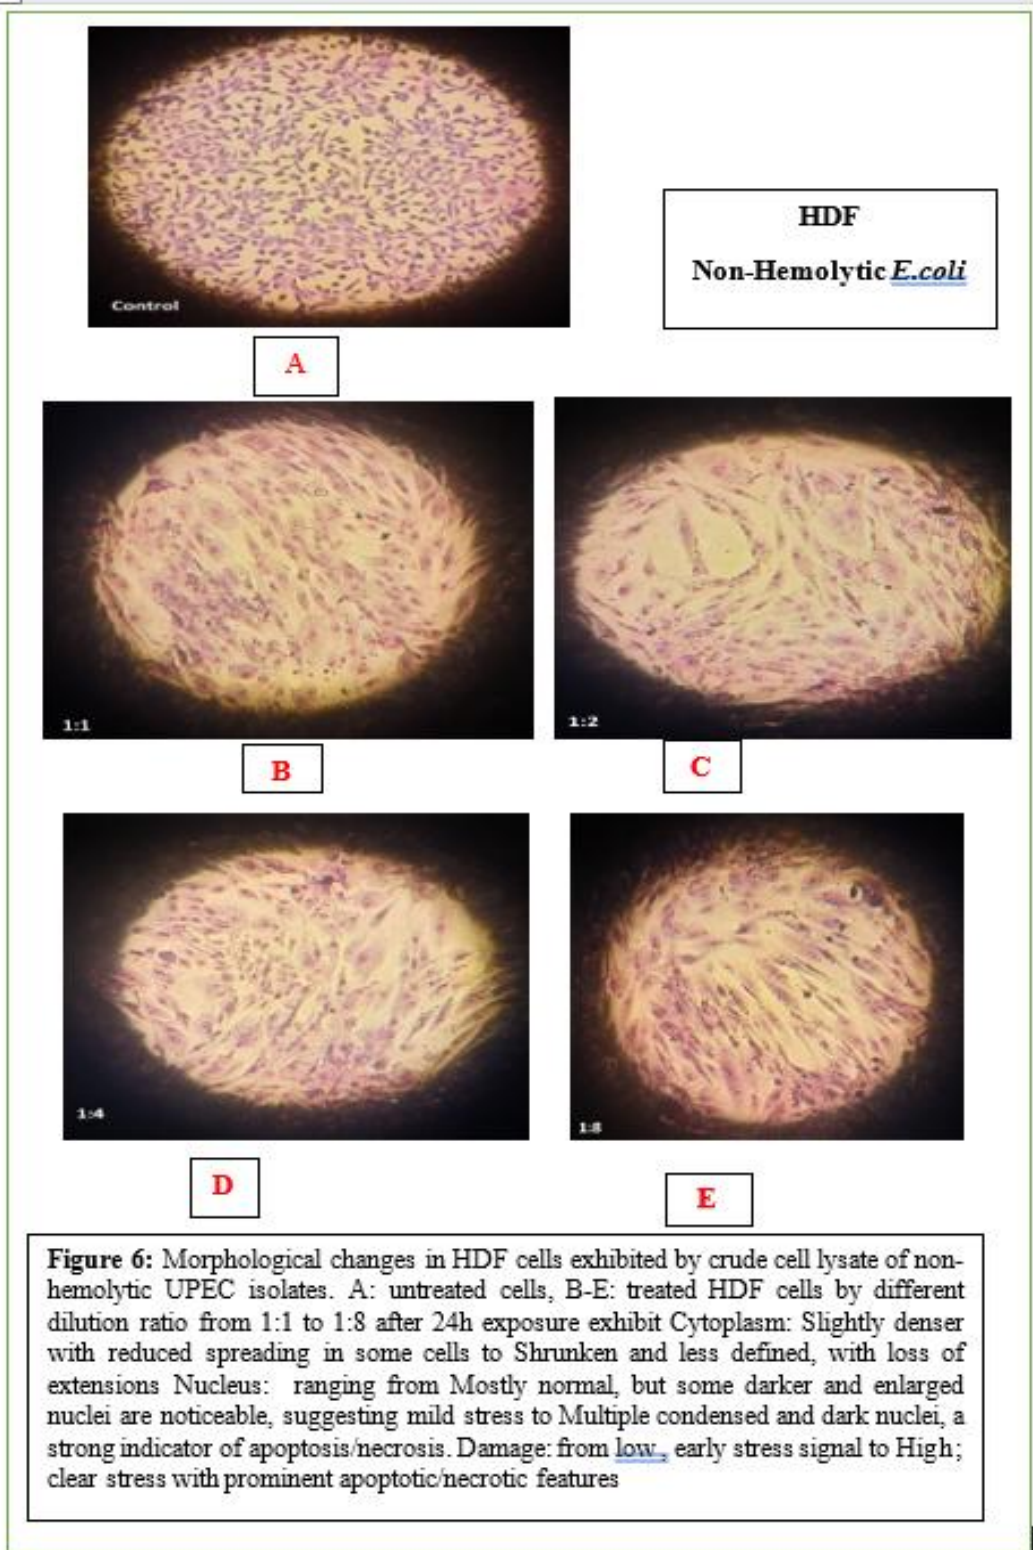 Control
HDF
Non-Hemolytic E.coli
A
1:1
1:2
B
C
1:4
1:8
D
E
Figure 6: Morphological changes in HDF cells exhibited by crude cell lysate of non-
hemolytic UPEC isolates. A: untreated cells, B-E: treated HDF cells by different
dilution ratio from 1:1 to 1:8 after 24h exposure exhibit Cytoplasm: Slightly denser
with reduced spreading in some cells to Shrunken and less defined, with loss of
extensions Nucleus: ranging from Mostly normal, but some darker and enlarged
nuclei are noticeable, suggesting mild stress to Multiple condensed and dark nuclei, a
strong indicator of apoptosis/necrosis. Damage: from low , early stress signal to High;
clear stress with prominent apoptotic/necrotic features